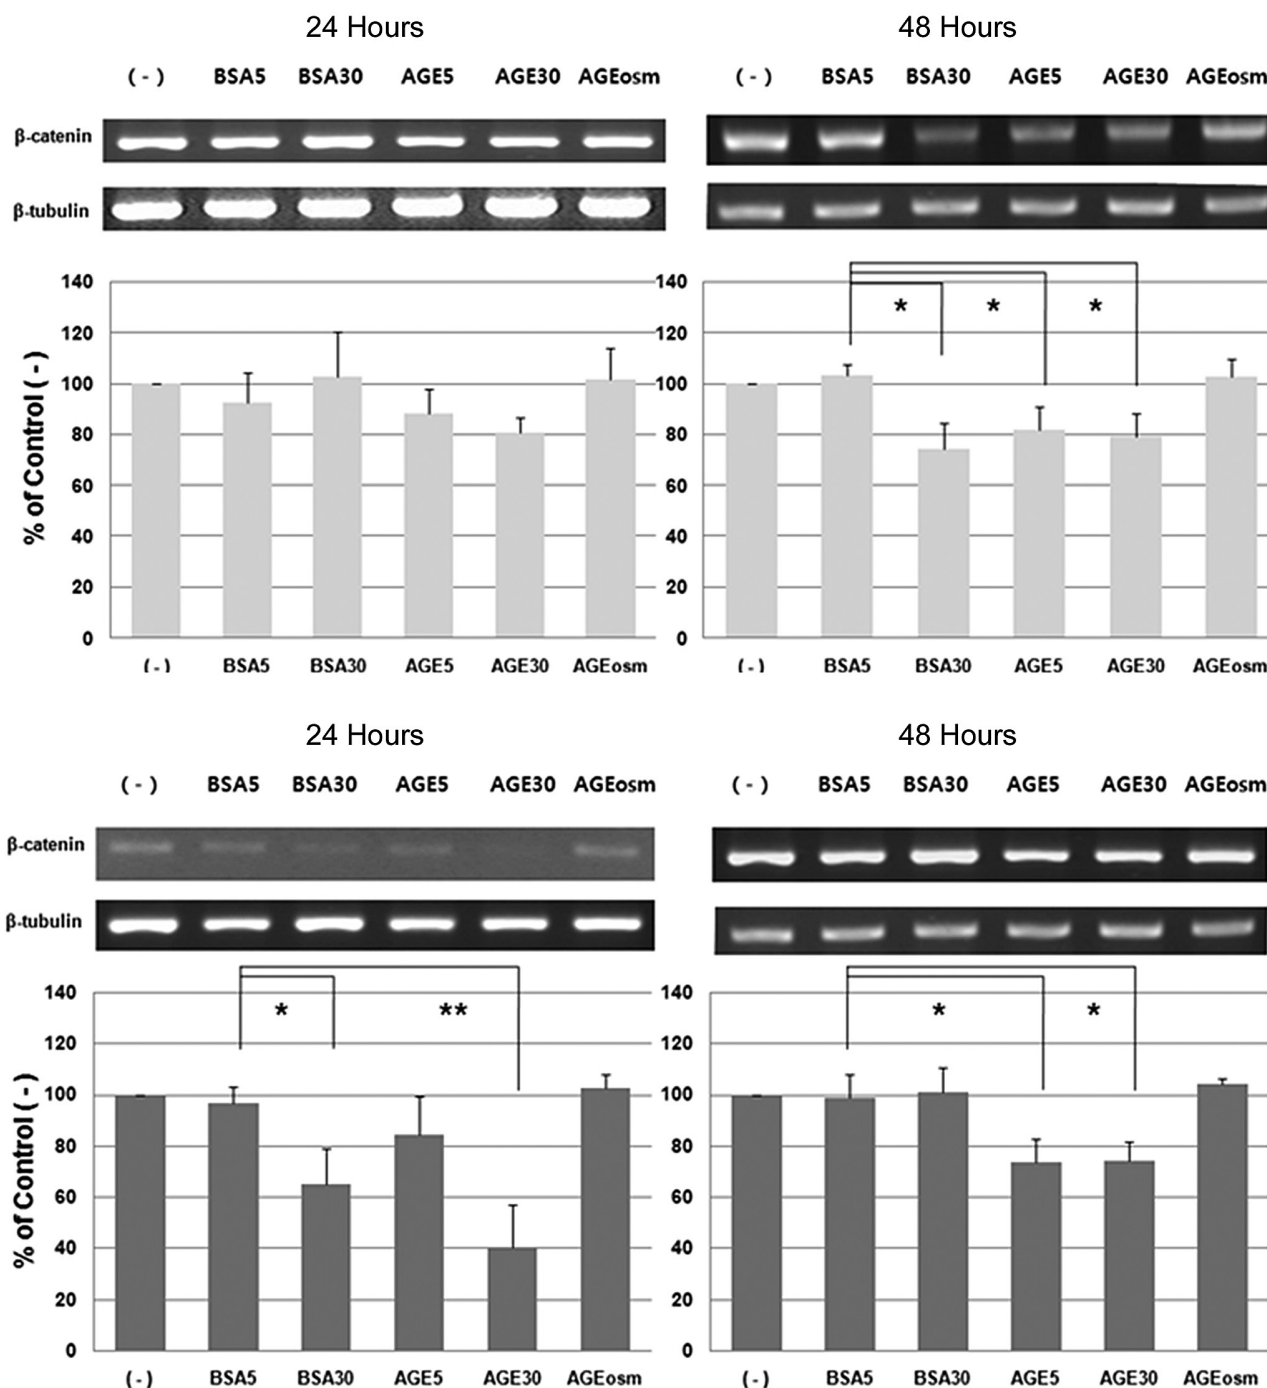 24 Hours
48 Hours
(-) BSA5 BSA30 AGE5 AGE30 AGEosm
(-) BSA5 BSA30 AGE5 AGE30 AGEosm
β-catenin
β-tubulin
140
120
100
80
60
40
20
0
% of Control (-)
140
120
100
80
60
40
20
0
* * *
(-) BSA5 BSA30 AGE5 AGE30 AGEosm
(-) BSA5 BSA30 AGE5 AGE30 AGEosm
24 Hours
48 Hours
(-) BSA5 BSA30 AGE5 AGE30 AGEosm
(-) BSA5 BSA30 AGE5 AGE30 AGEosm
β-catenin
β-tubulin
140
120
100
80
60
40
20
0
% of Control (-)
* **
140
120
100
80
60
40
20
0
* *
(-) BSA5 BSA30 AGE5 AGE30 AGEosm
(-) BSA5 BSA30 AGE5 AGE30 AGEosm